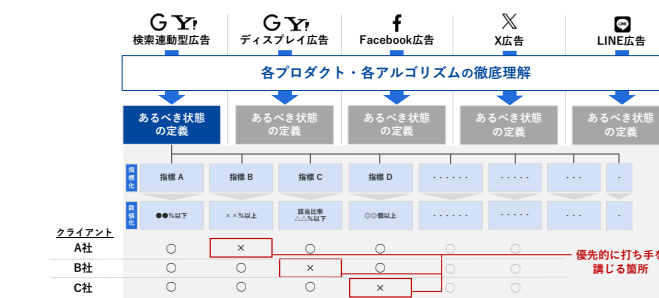 G Y!
G Y!
f
X
LINE
検索連動型広告
ディスプレイ広告
Facebook広告
X広告
LINE広告
各プロダクト・各アルゴリズムの徹底理解
あるべき状態
の定義
あるべき状態
の定義
あるべき状態
の定義
あるべき状態
の定義
あるべき状態
の定義
指標化
指標 A
指標 B
指標 C
指標 D
・・・・・・
・・・・・
・・・
・
数値化
●●%以下
××%以上
該当比率
△△%以下
◎◎個以上
・・・・・・
・・・・・
・・・
・
クライアント
A社
〇
×
〇
〇
〇
〇
B社
〇
〇
×
〇
〇
〇
C社
〇
〇
〇
×
〇
〇
優先的に打ち手を
講じる箇所